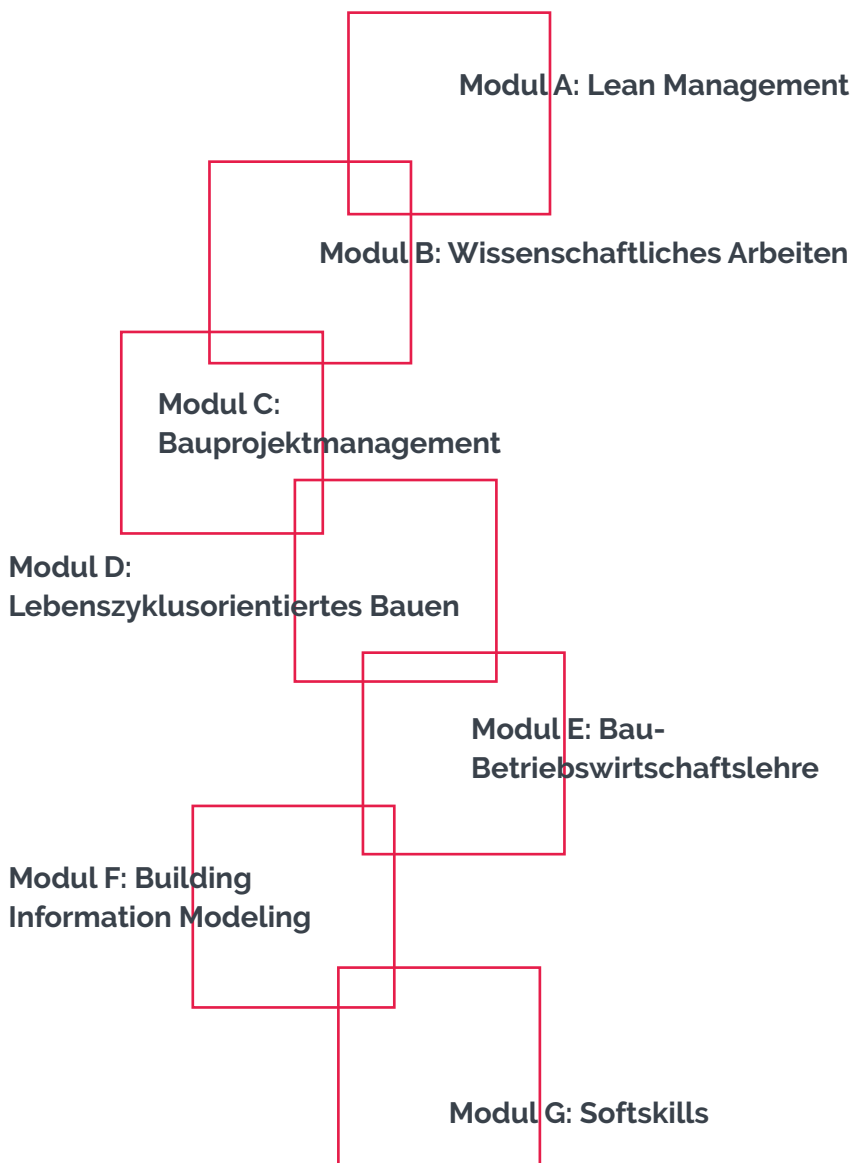 Modul A: Lean Management
Modul B: Wissenschaftliches Arbeiten
Modul C:
Bauprojektmanagement
Modul D:
Lebenszyklusorientiertes Bauen
Modul E: Bau-
Betriebswirtschaftslehre
Modul F: Building
Information Modeling
Modul G: Softskills